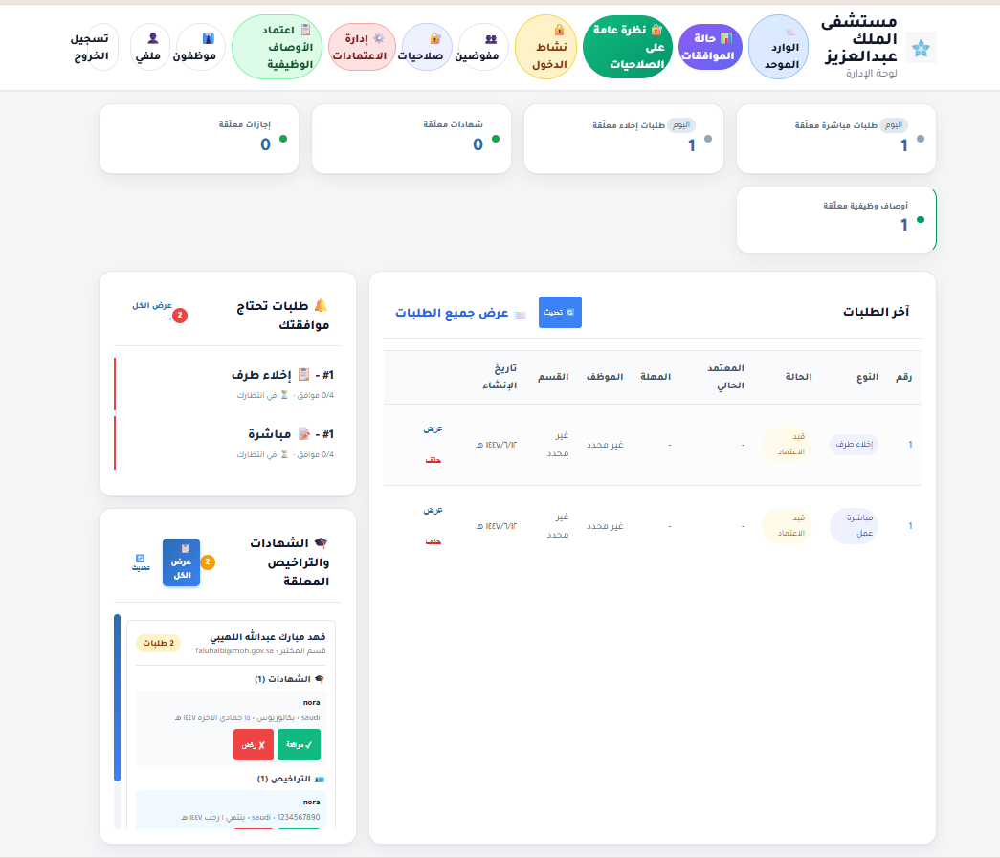 مستشفى
الملك
عبدالعزيز
لوحة الإدارة
الوارد
الموحد
حالة
الموافقات
نظرة عامة
على
الصلاحيات
نشاط
الدخول
مفوضين
صلاحيات
إدارة
الاعتمادات
اعتماد
الأوصاف
الوظيفية
موظفون
ملفي
تسجيل
الخروج
طلبات مباشرة معلّقة اليوم
1
طلبات إخلاء معلّقة اليوم
1
شهادات معلّقة
0
إجازات معلّقة
0
أوصاف وظيفية معلّقة
1
آخر الطلبات
تحديث
عرض جميع الطلبات
رقم النوع الحالة المعتمد الحالي المهلة الموظف القسم تاريخ الإنشاء
1 إخلاء طرف قيد الاعتماد - - غير محدد غير محدد ١٤٤٧/٦/١٢ هـ عرض حذف
1 مباشرة عمل قيد الاعتماد - - غير محدد غير محدد ١٤٤٧/٦/١٢ هـ عرض حذف
طلبات تحتاج
موافقتك
2
عرض الكل
→
#1 - إخلاء طرف
0/4 موافق - في انتظارك
#1 - مباشرة
0/4 موافق - في انتظارك
الشهادات
والتراخيص
المعلقة
2
عرض
الكل
تحديث
فهد مبارك عبدالله اللهيبي
قسم المختبر • faluhaibi@moh.gov.sa
2 طلبات
الشهادات (1)
nora
saudi • بكالوريوس • ١٥ جمادى الآخرة ١٤٤٧ هـ
✓ موافقة
✗ رفض
التراخيص (1)
nora
1234567890 • saudi • ينتهي ١ رجب ١٤٤٧ هـ